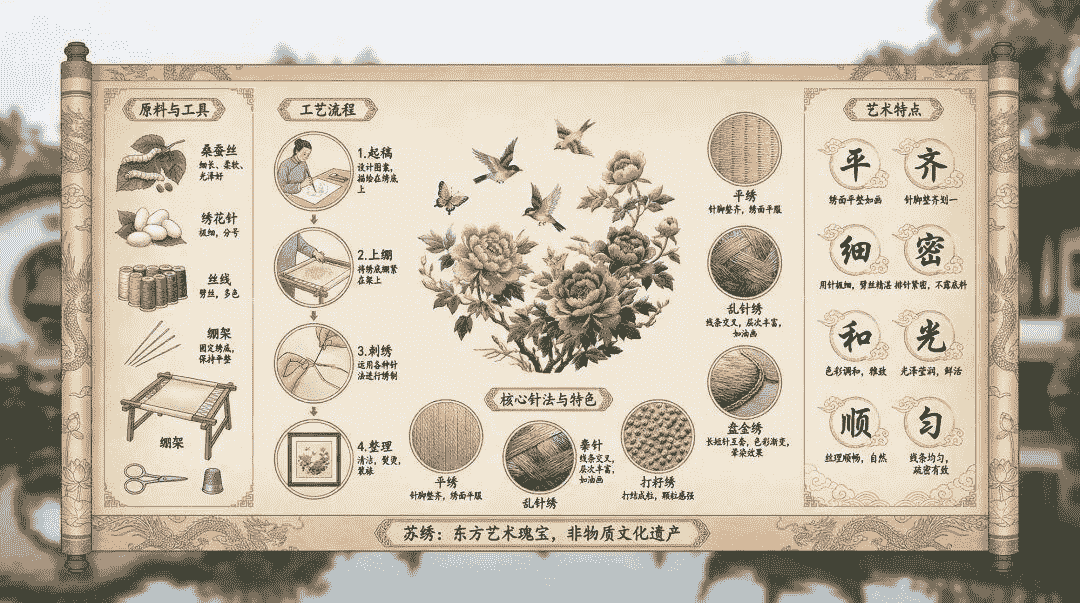 原料与工具
桑蚕丝
细长、柔软、
光泽好
绣花针
极细，分号
丝线
劈丝，多色
绷架
固定绣底，
保持平整
绷架
工艺流程
1.起稿
设计图案，
描绘在绣底
上
2.上绷
将绣底绷紧
在架上
3.刺绣
运用各种针
法进行绣制
4.整理
清洁，熨烫，
装裱
核心针法与特色
平绣
针脚整齐，绣面平服
乱针绣
线条交叉，层次丰富，
如油画
盘金绣
长短针互套，色彩渐变，
晕染效果
平绣
针脚整齐，绣面平服
线条交叉，
层次丰富，
如油画
乱针绣
打籽绣
打结成粒，颗粒感强
艺术特点
平
绣面平整如画
齐
针脚整齐划一
细
用针极细，劈丝精湛
密
排针紧密，不露底料
和
色彩调和，雅致
光
光泽莹润，鲜活
顺
丝理顺畅，自然
匀
线条均匀，
疏密有致
苏绣：东方艺术瑰宝，非物质文化遗产